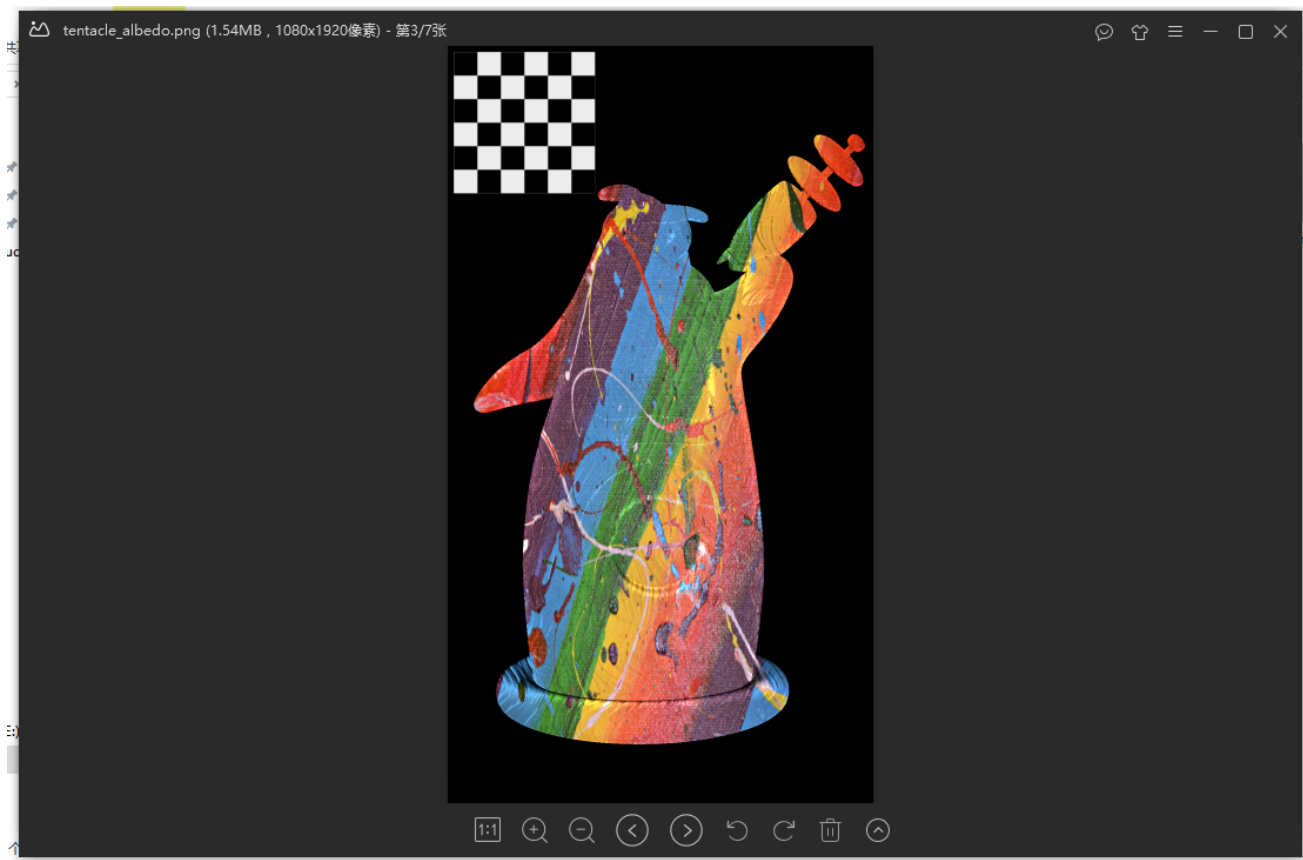 tentacle_albedo.png (1.54MB , 1080x1920像素) - 第3/7张
1:1